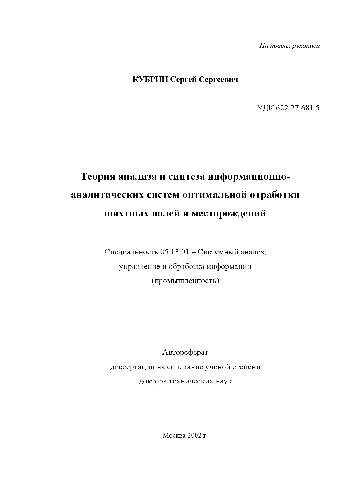 На правах рукописи
КУБРИН Сергей Сергеевич
УДК 622.27:681.5
Теория анализа и синтеза информационно-
аналитических систем оптимальной отработки
шахтных полей и месторождений
Специальность 05.13.01 – Системный анализ,
управление и обработка информации
(промышленность)
Автореферат
диссертации на соискание ученой степени
доктора технических наук
Москва 2002 г.